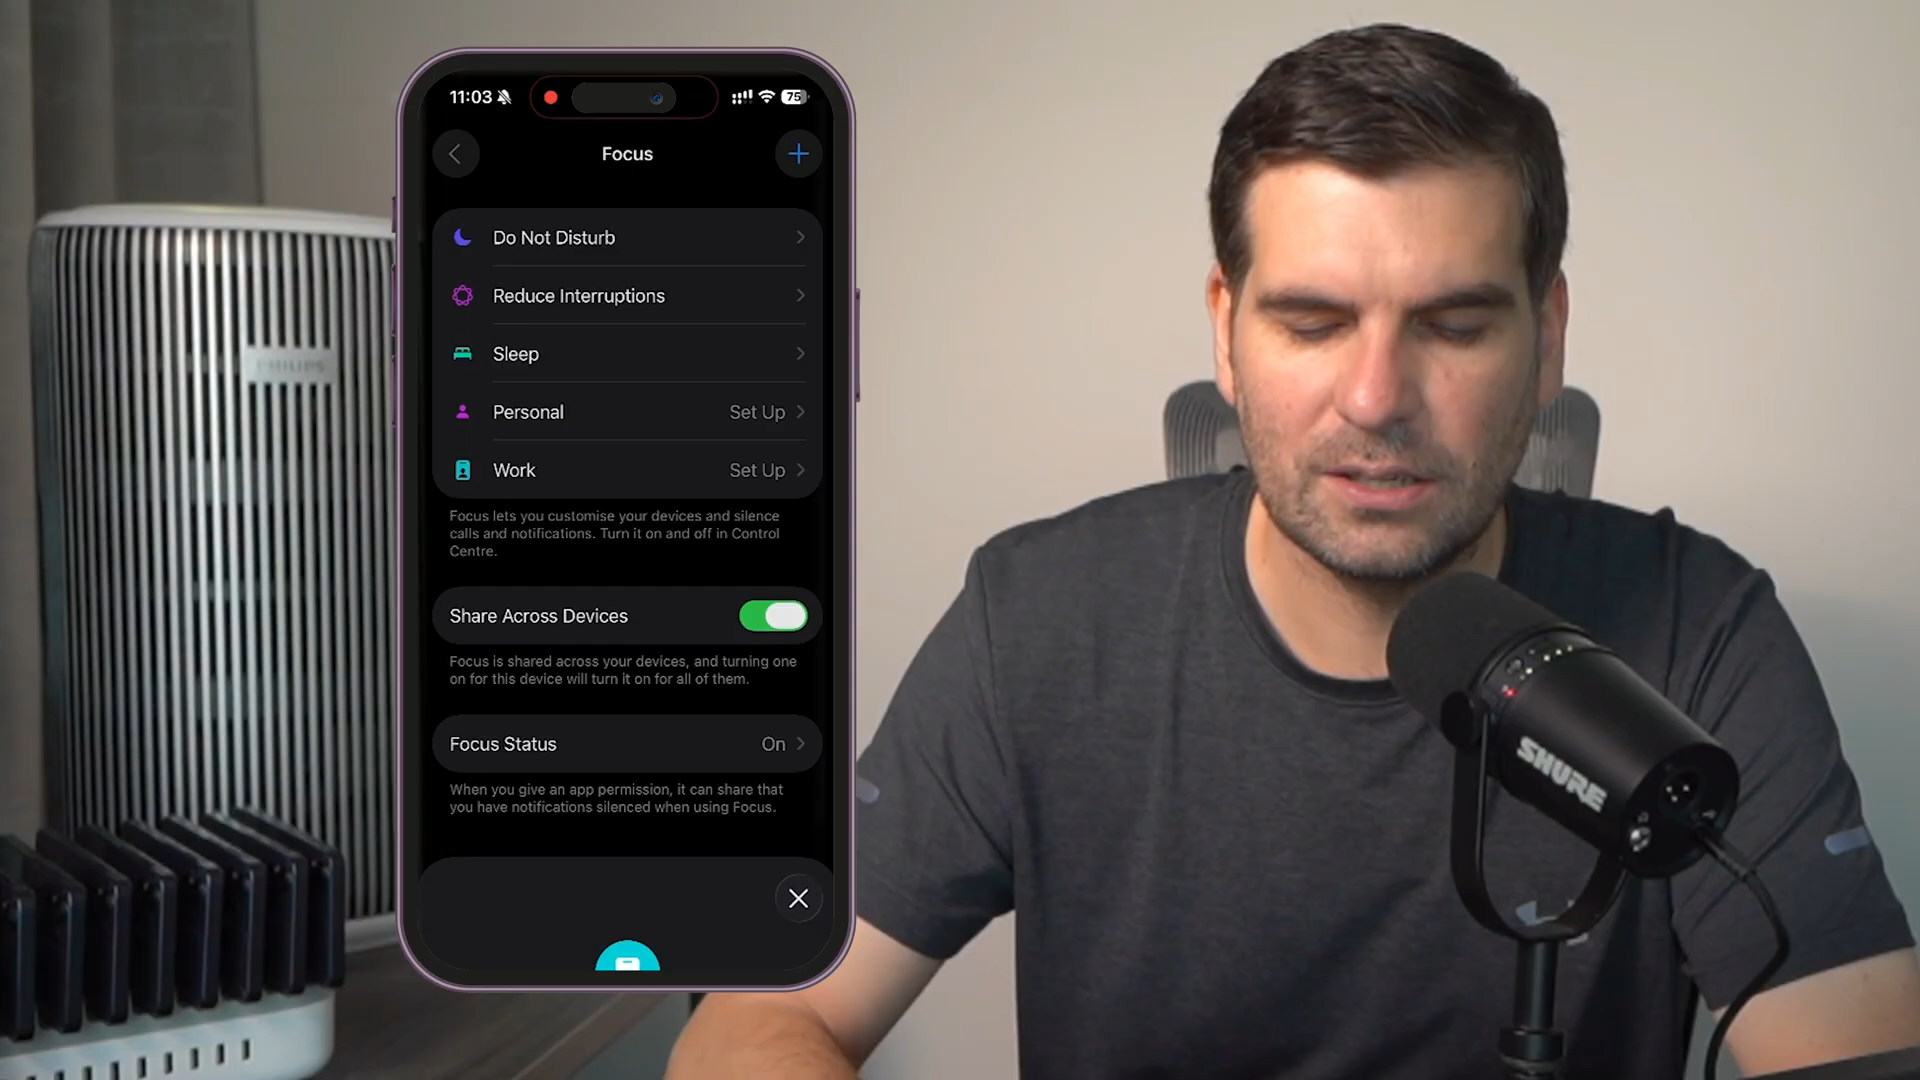 11:03
75
Focus
Do Not Disturb
Reduce Interruptions
Sleep
Personal Set Up
Work Set Up
Focus lets you customise your devices and silence
calls and notifications. Turn it on and off in Control
Centre.
Share Across Devices
Focus is shared across your devices, and turning one
on for this device will turn it on for all of them.
Focus Status On
When you give an app permission, it can share that
you have notifications silenced when using Focus.
PHILIPS
SHURE